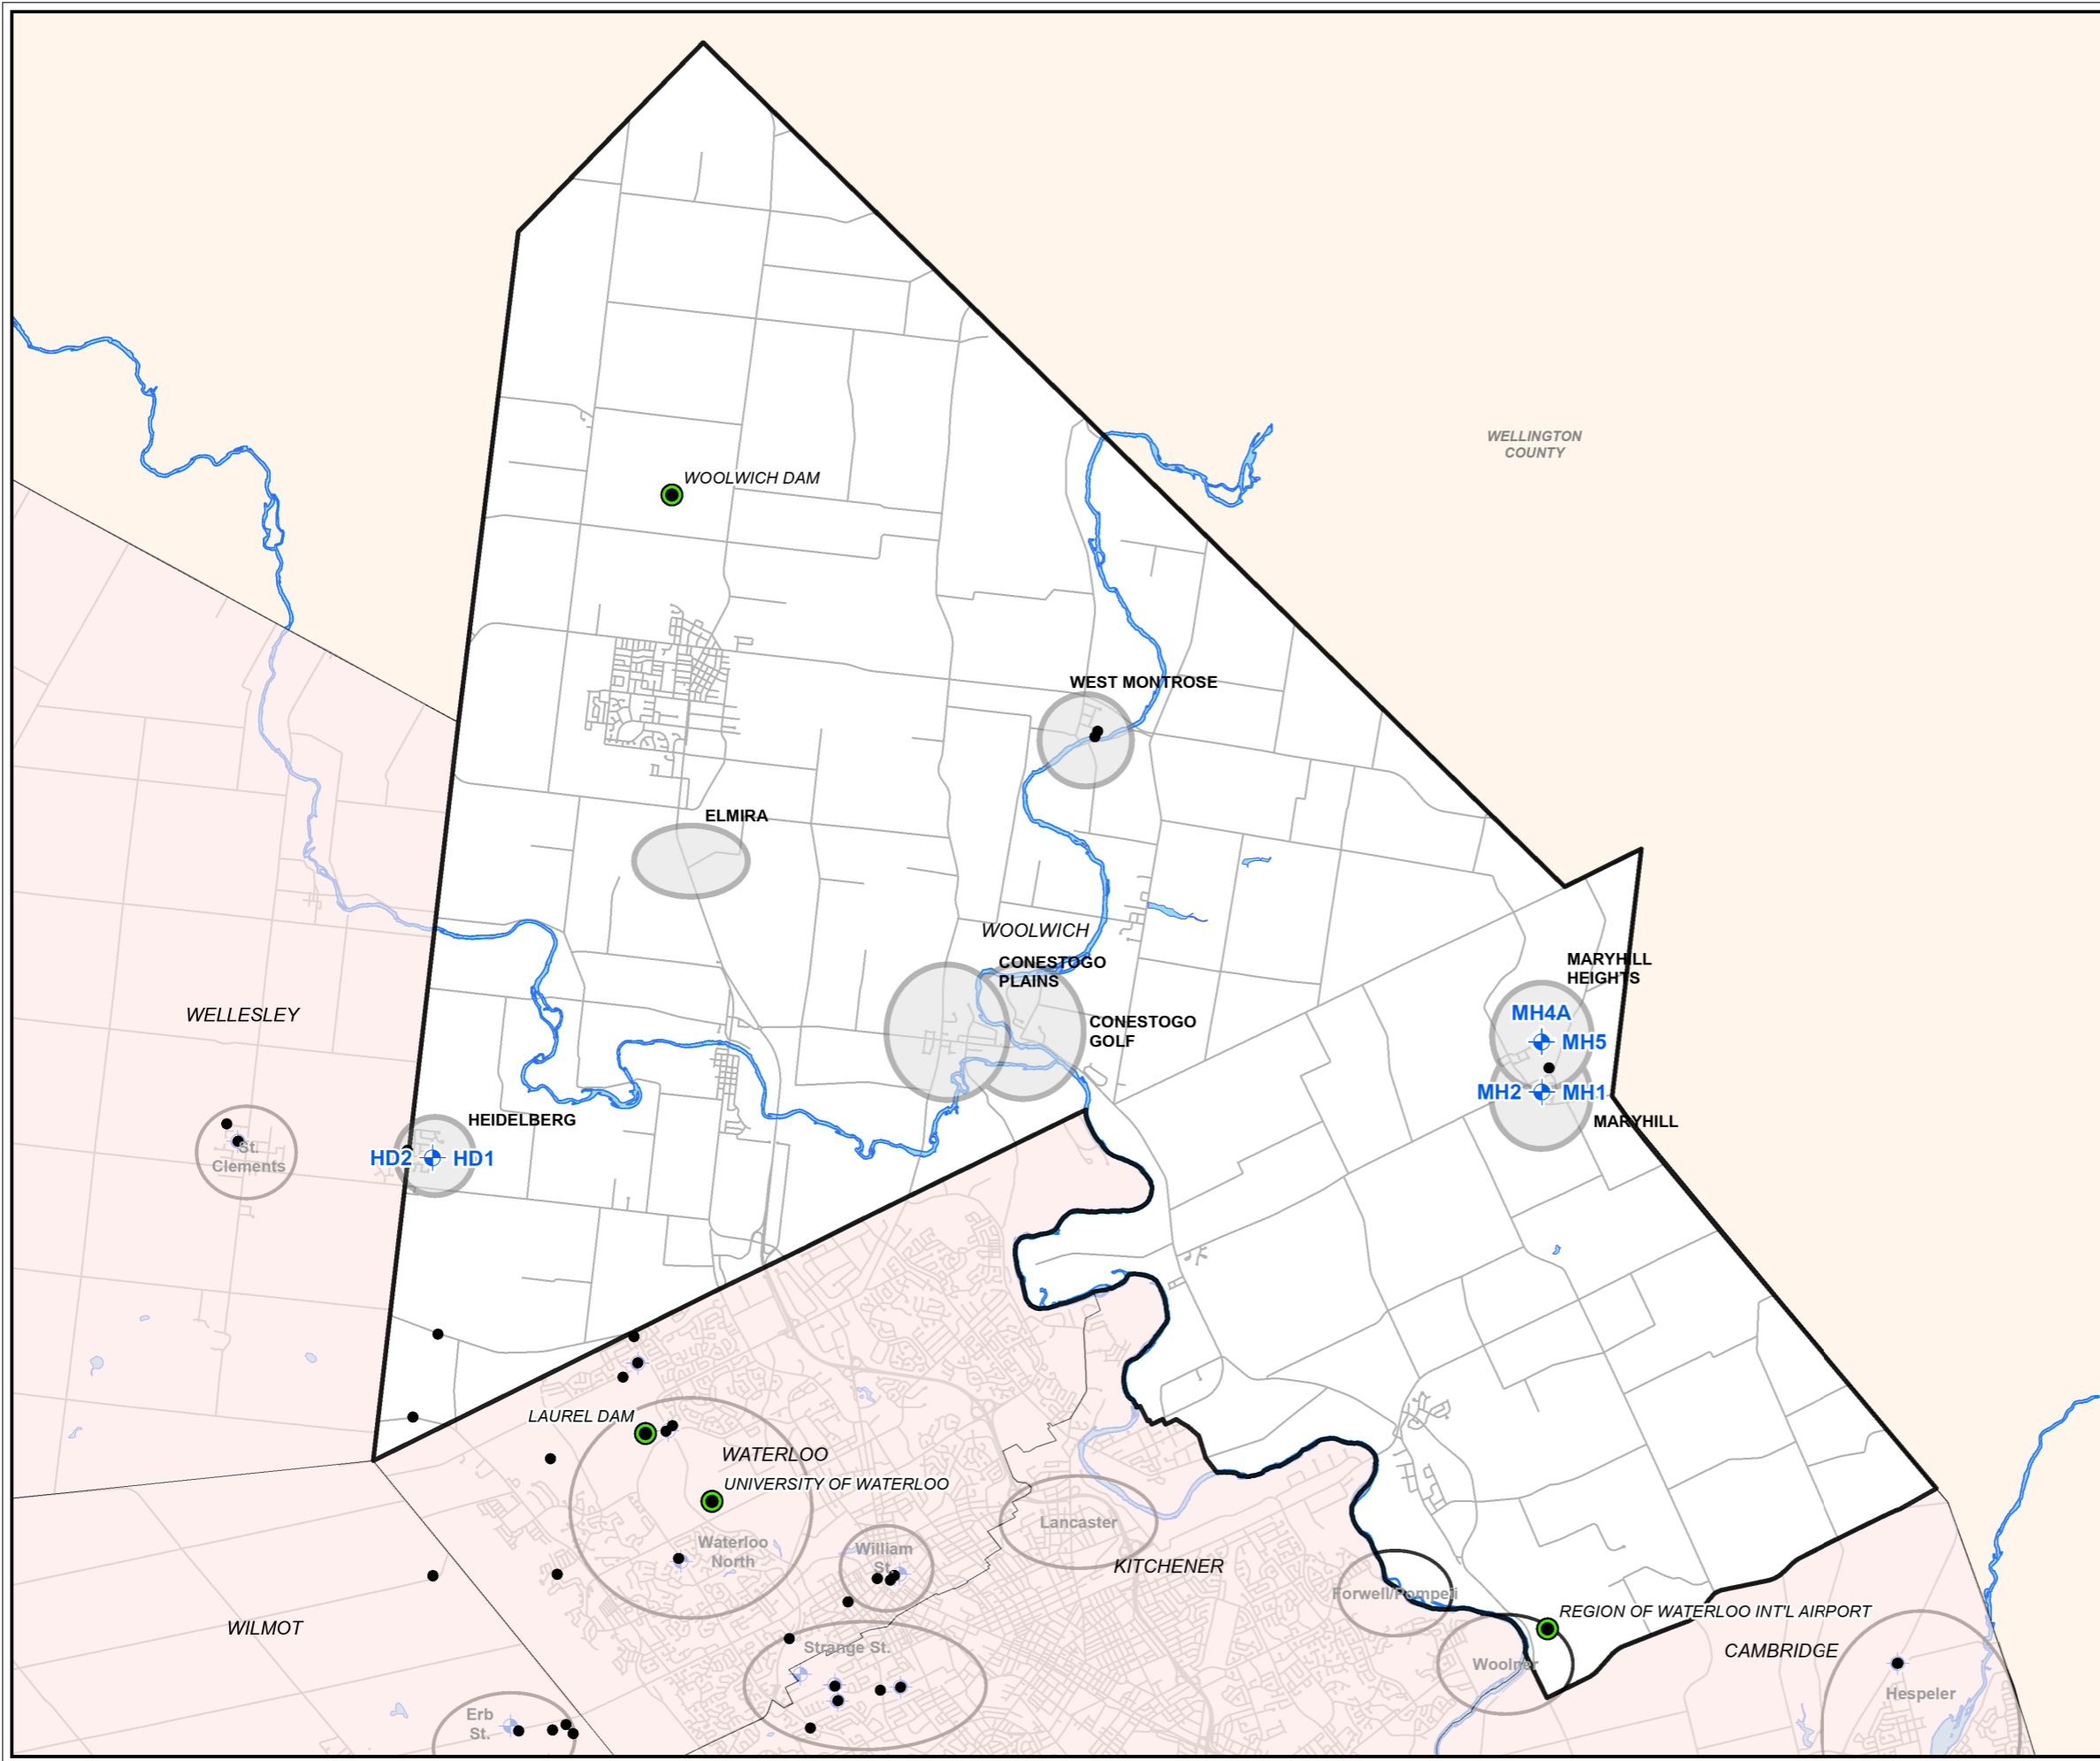 WELLINGTON
COUNTY
WOOLWICH DAM
WEST MONTROSE
ELMIRA
WOOLWICH
CONESTOGO
PLAINS
MARYHILL
HEIGHTS
WELLESLEY
MH4A
CONESTOGO
GOLF
MH5
MH2
MH1
HEIDELBERG
MARYHILL
St.
Clements
HD2
HD1
LAUREL DAM
WATERLOO
UNIVERSITY OF WATERLOO
Lancaster
Waterloo
North
William
St.
KITCHENER
Forwell/Pompeii
REGION OF WATERLOO INT'L AIRPORT
WILMOT
Strange St.
CAMBRIDGE
Woolner
Hespeler
Erb
St.